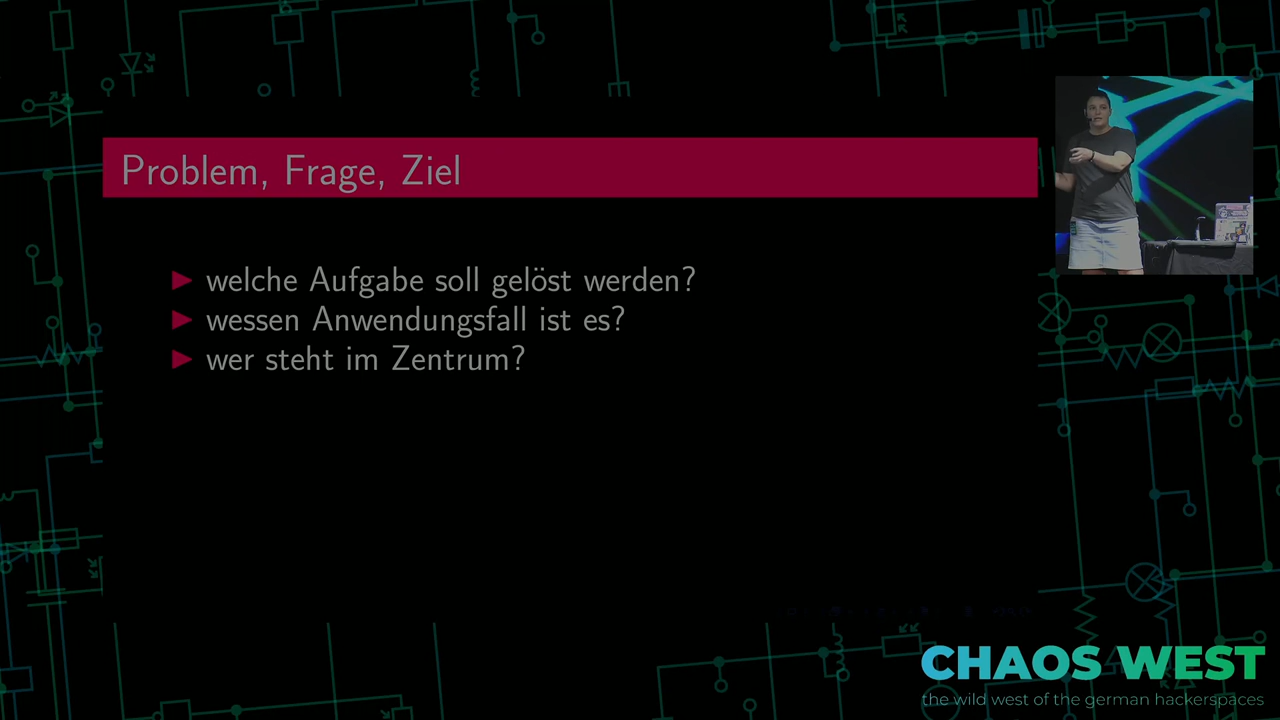 Problem, Frage, Ziel
welche Aufgabe soll gelöst werden?
wessen Anwendungsfall ist es?
wer steht im Zentrum?
CHAOS WEST
the wild west of the german hackerspaces